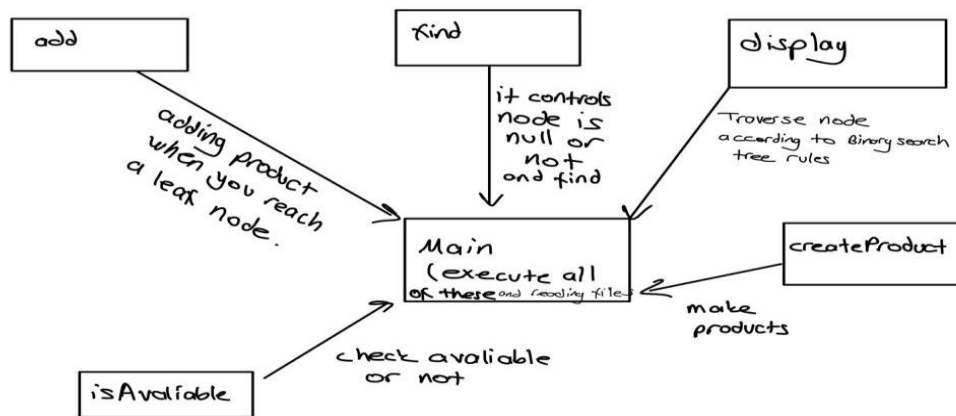 add
find
display
adding product
when you reach
a leaf node.
it controls
node is
null or
not
and find
Traverse node
according to Binary search
tree rules
Main
(execute all
of these and reading files
createProduct
make
products
check avaliable
or not
isAvaliable